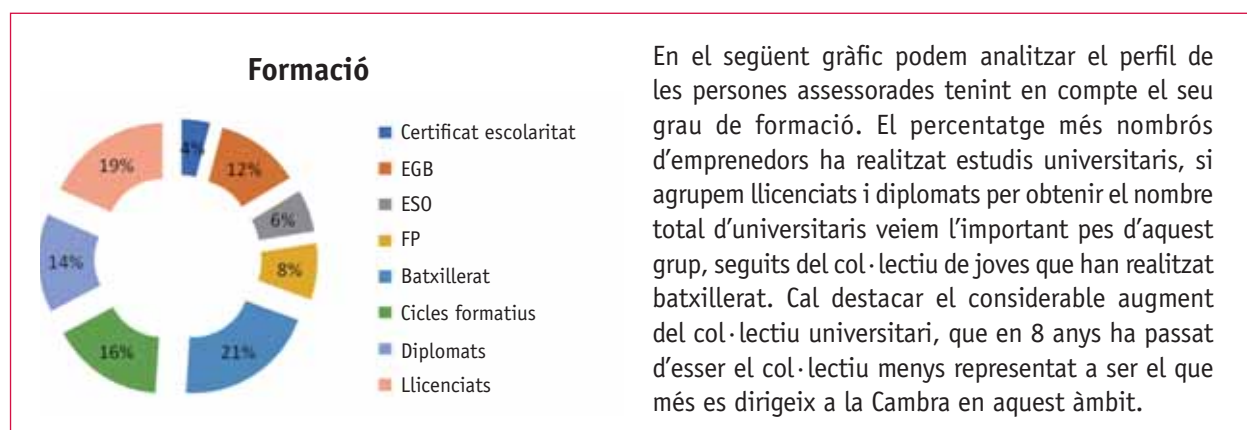 Formació
4%
12%
6%
8%
21%
16%
14%
19%
Certificat escolaritat
EGB
ESO
FP
Batxillerat
Cicles formatius
Diplomats
Llicenciats
En el següent gràfic podem analitzar el perfil de
les persones assessorades tenint en compte el seu
grau de formació. El percentatge més nombrós
d’emprenedors ha realitzat estudis universitaris, si
agrupem llicenciats i diplomats per obtenir el nombre
total d’universitaris veiem l’important pes d’aquest
grup, seguits del col·lectiu de joves que han realitzat
batxillerat. Cal destacar el considerable augment
del col·lectiu universitari, que en 8 anys ha passat
d’esser el col·lectiu menys representat a ser el que
més es dirigeix a la Cambra en aquest àmbit.